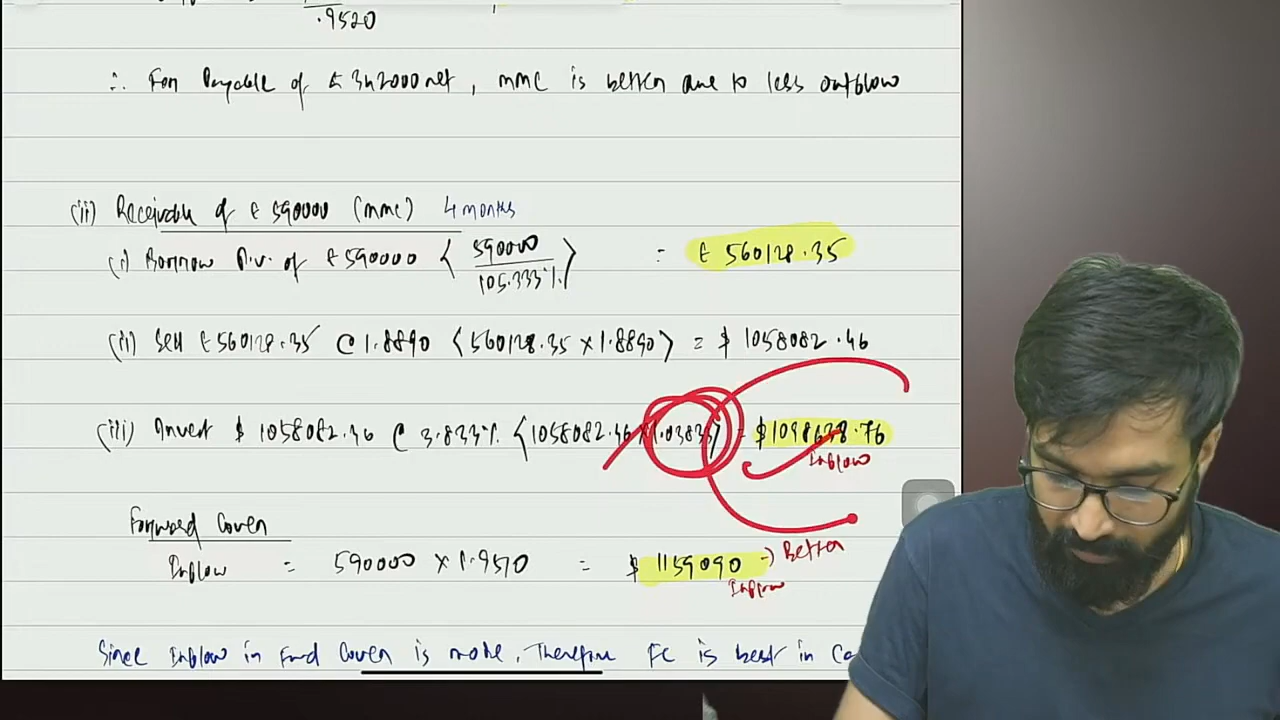 .9520
∴ For Payable of £342000 net, MMC is better due to less outflow
(ii) Receivable of £590000 (MMC) 4 months
(i) Borrow P.V. of £590000 < 590000 / 105.333% > = £560128.35
(ii) Sell £560128.35 @ 1.8890 <560128.35 × 1.8890> = $1058082.46
(iii) Invest $1058082.46 @ 3.833% <1058082.46 × 1.0383> = $1098638.76
Inflow
Forward Cover
Inflow = 590000 × 1.9570 = $1159090 → Better
Inflow
Since Inflow in Fwd Cover is more, Therefore FC is best in